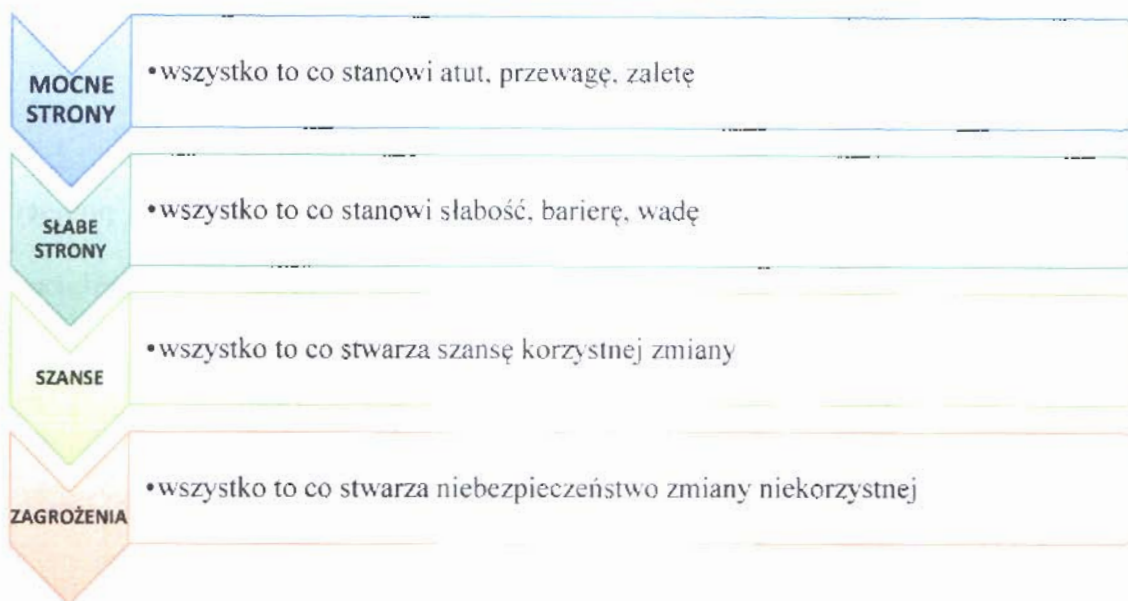 MOCNE
STRONY
•wszystko to co stanowi atut, przewagę, zaletę
SŁABE
STRONY
•wszystko to co stanowi słabość, barierę, wadę
SZANSE
•wszystko to co stwarza szansę korzystnej zmiany
ZAGROŻENIA
•wszystko to co stwarza niebezpieczeństwo zmiany niekorzystnej